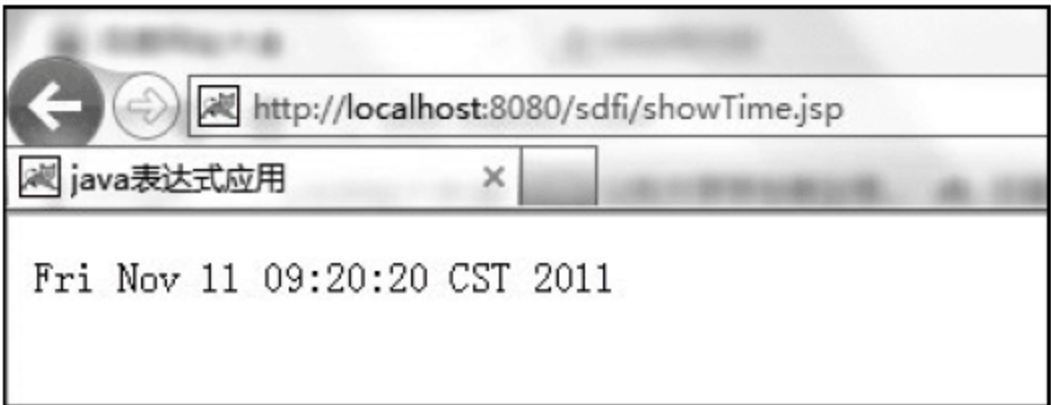 http://localhost:8080/sdfi/showTime.jsp
java表达式应用
Fri Nov 11 09:20:20 CST 2011